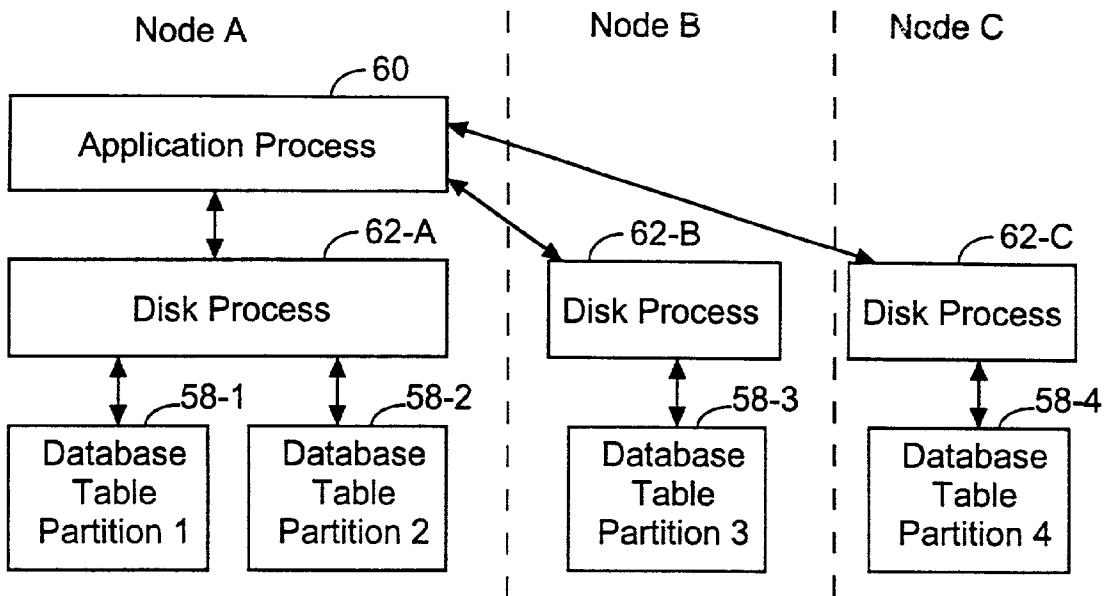 Node A
Node B
Node C
60
Application Process
62-A
62-B
62-C
Disk Process
Disk Process
Disk Process
58-1
58-2
58-3
58-4
Database
Table
Partition 1
Database
Table
Partition 2
Database
Table
Partition 3
Database
Table
Partition 4